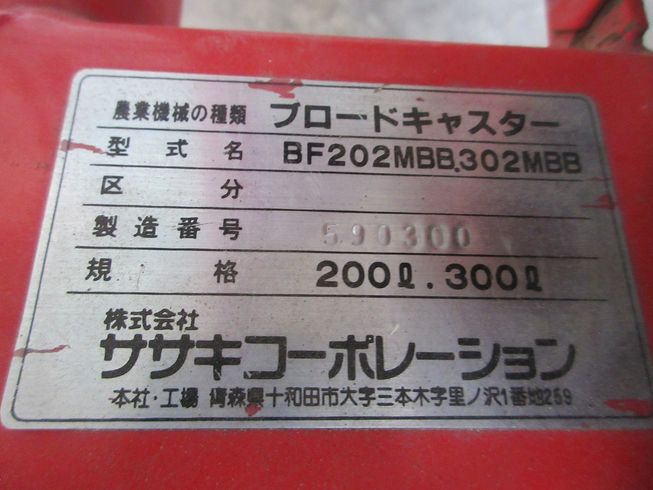 農業機械の種類 ブロードキャスター
型式名 BF202MBB.302MBB
区分
製造番号 590300
規格 200ℓ.300ℓ
株式会社
ササキコーポレーション
本社・工場 青森県十和田市大字三本木字里ノ沢1番地259